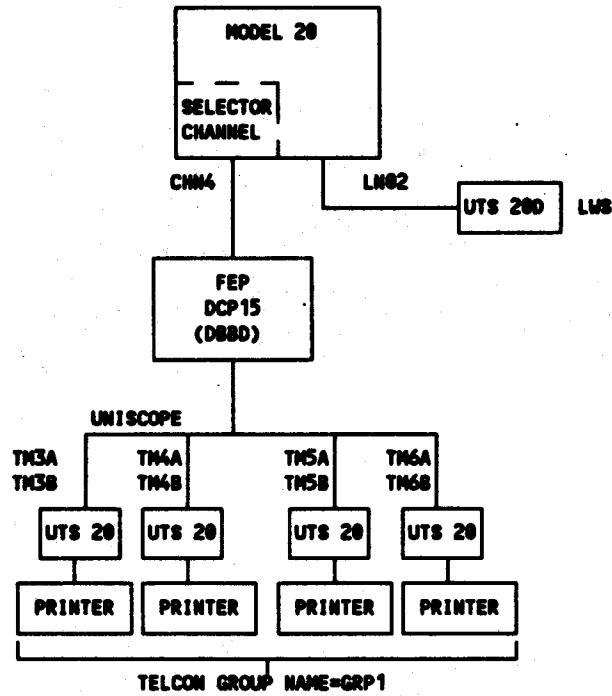 MODEL 20
SELECTOR
CHANNEL
CHN4
LN02
UTS 20D
LWS
FEP
DCP15
(DBBD)
UNISCOPE
TM3A
TM3B
TM4A
TM4B
TM5A
TM5B
TM6A
TM6B
UTS 20
UTS 20
UTS 20
UTS 20
PRINTER
PRINTER
PRINTER
PRINTER
TELCON GROUP NAME=GRP1